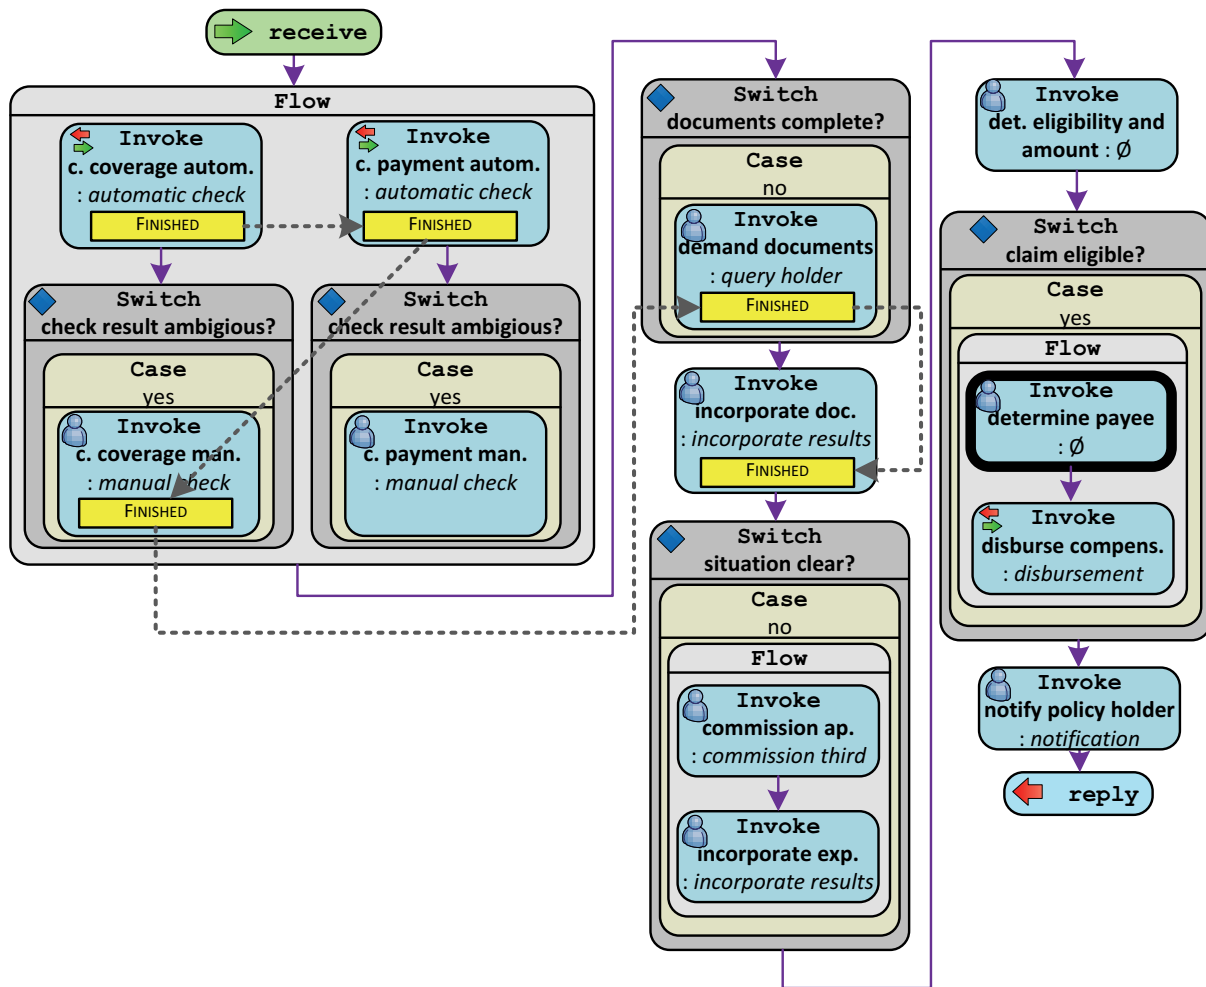 receive
Flow
Invoke
c. coverage autom.
: automatic check
FINISHED
Invoke
c. payment autom.
: automatic check
FINISHED
Switch
check result ambigious?
Case
yes
Invoke
c. coverage man.
: manual check
FINISHED
Switch
check result ambigious?
Case
yes
Invoke
c. payment man.
: manual check
Switch
documents complete?
Case
no
Invoke
demand documents
: query holder
FINISHED
Invoke
incorporate doc.
: incorporate results
FINISHED
Switch
situation clear?
Case
no
Flow
Invoke
commission ap.
: commission third
Invoke
incorporate exp.
: incorporate results
Invoke
det. eligibility and
amount : Ø
Switch
claim eligible?
Case
yes
Flow
Invoke
determine payee
: Ø
Invoke
disburse compens.
: disbursement
Invoke
notify policy holder
: notification
reply